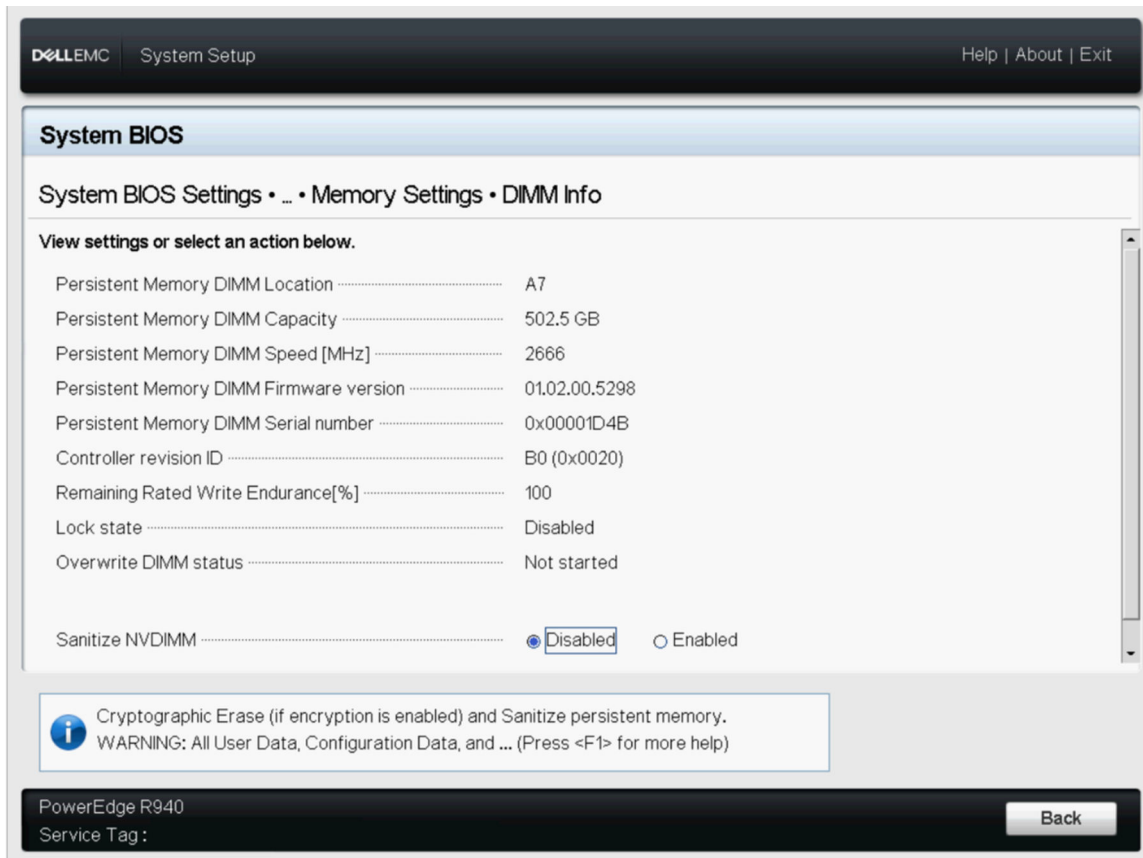 DELLEMC System Setup Help | About | Exit
System BIOS
System BIOS Settings • ... • Memory Settings • DIMM Info
View settings or select an action below.
Persistent Memory DIMM Location A7
Persistent Memory DIMM Capacity 502.5 GB
Persistent Memory DIMM Speed [MHz] 2666
Persistent Memory DIMM Firmware version 01.02.00.5298
Persistent Memory DIMM Serial number 0x00001D4B
Controller revision ID B0 (0x0020)
Remaining Rated Write Endurance[%] 100
Lock state Disabled
Overwrite DIMM status Not started
Sanitize NVDIMM Disabled Enabled
Cryptographic Erase (if encryption is enabled) and Sanitize persistent memory.
WARNING: All User Data, Configuration Data, and ... (Press <F1> for more help)
PowerEdge R940
Service Tag :
Back